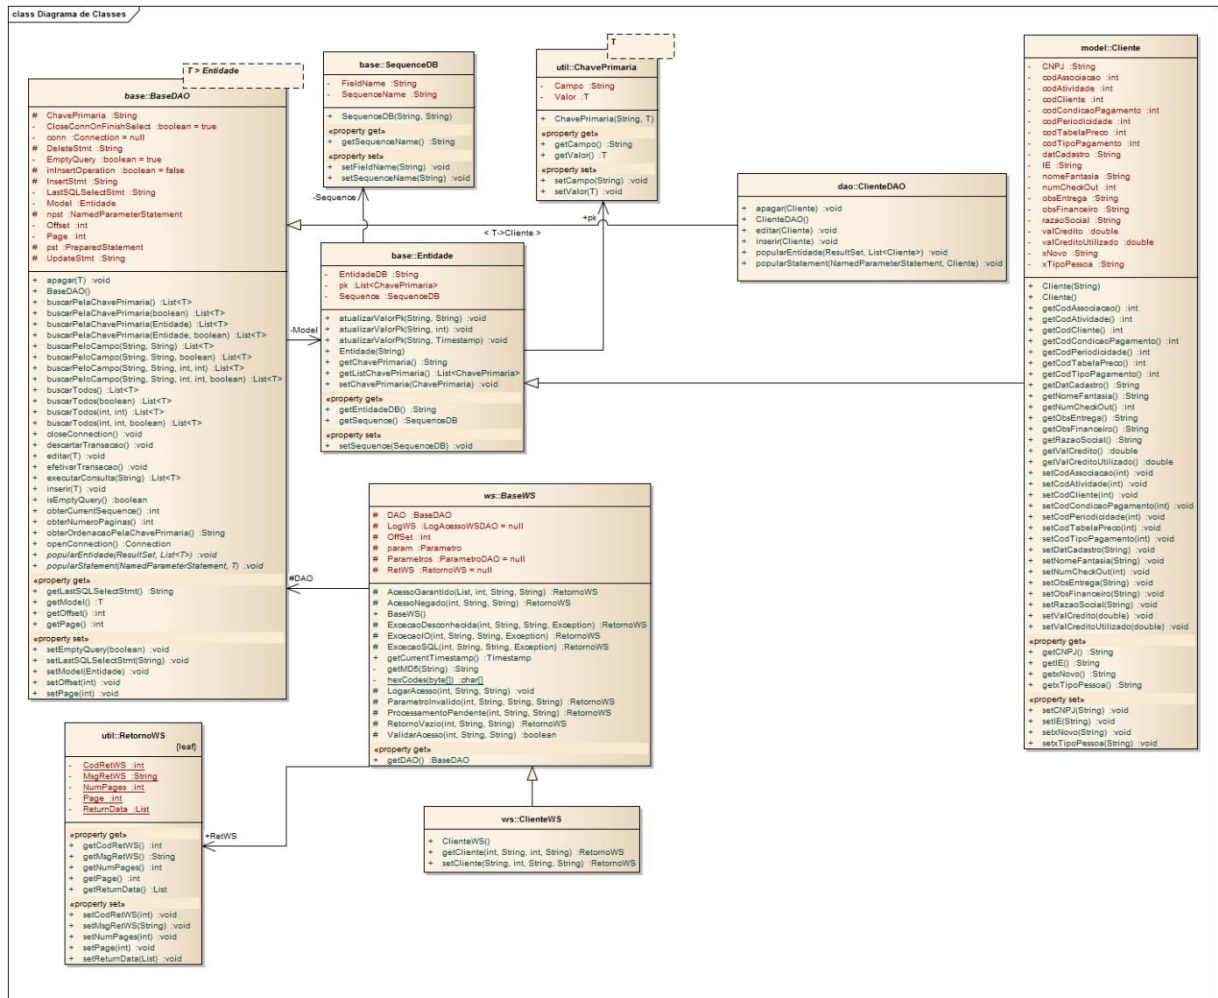 class Diagrama de Classes
T > Entidade
base::BaseDAO
# ChavePrimaria :String
- CloseConnOnFinishSelect :boolean = true
- conn :Connection = null
# DeleteStmt :String
- EmptyQuery :boolean = true
# inInsertOperation :boolean = false
# InsertStmt :String
- LastSQLSelectStmt :String
- Model :Entidade
# npst :NamedParameterStatement
- Offset :int
- Page :int
# pst :PreparedStatement
# UpdateStmt :String
+ apagar(T) :void
+ BaseDAO()
+ buscarPelaChavePrimaria() :List<T>
+ buscarPelaChavePrimaria(boolean) :List<T>
+ buscarPelaChavePrimaria(Entidade) :List<T>
+ buscarPelaChavePrimaria(Entidade, boolean) :List<T>
+ buscarPeloCampo(String, String) :List<T>
+ buscarPeloCampo(String, String, boolean) :List<T>
+ buscarPeloCampo(String, String, int, int) :List<T>
+ buscarPeloCampo(String, String, int, int, boolean) :List<T>
+ buscarTodos() :List<T>
+ buscarTodos(boolean) :List<T>
+ buscarTodos(int, int) :List<T>
+ buscarTodos(int, int, boolean) :List<T>
+ closeConnection() :void
+ descartarTransacao() :void
+ editar(T) :void
+ efetivarTransacao() :void
+ executarConsulta(String) :List<T>
+ inserir(T) :void
+ isEmptyQuery() :boolean
+ obterCurrentSequence() :int
+ obterNumeroPaginas() :int
+ obterOrdenacaoPelaChavePrimaria() :String
+ openConnection() :Connection
+ popularEntidade(ResultSet, List<T>) :void
+ popularStatement(NamedParameterStatement, T) :void
«property get»
+ getLastSQLSelectStmt() :String
+ getModel() :T
+ getOffset() :int
+ getPage() :int
«property set»
+ setEmptyQuery(boolean) :void
+ setLastSQLSelectStmt(String) :void
+ setModel(Entidade) :void
+ setOffset(int) :void
+ setPage(int) :void
base::SequenceDB
- FieldName :String
- SequenceName :String
+ SequenceDB(String, String)
«property get»
+ getSequenceName() :String
«property set»
+ setFieldName(String) :void
+ setSequenceName(String) :void
-Sequence
T
util::ChavePrimaria
- Campo :String
- Valor :T
+ ChavePrimaria(String, T)
«property get»
+ getCampo() :String
+ getValor() :T
«property set»
+ setCampo(String) :void
+ setValor(T) :void
+pk
< T->Cliente >
dao::ClienteDAO
+ apagar(Cliente) :void
+ ClienteDAO()
+ editar(Cliente) :void
+ inserir(Cliente) :void
+ popularEntidade(ResultSet, List<Cliente>) :void
+ popularStatement(NamedParameterStatement, Cliente) :void
-Model
base::Entidade
- EntidadeDB :String
- pk :List<ChavePrimaria>
- Sequence :SequenceDB
+ atualizarValorPk(String, String) :void
+ atualizarValorPk(String, int) :void
+ atualizarValorPk(String, Timestamp) :void
+ Entidade(String)
+ getChavePrimaria() :String
+ getListChavePrimaria() :List<ChavePrimaria>
+ setChavePrimaria(ChavePrimaria) :void
«property get»
+ getEntidadeDB() :String
+ getSequence() :SequenceDB
«property set»
+ setSequence(SequenceDB) :void
model::Cliente
- CNPJ :String
- codAssociacao :int
- codAtividade :int
- codCliente :int
- codCondicaoPagamento :int
- codPeriodicidade :int
- codTabelaPreco :int
- codTipoPagamento :int
- datCadastro :String
- IE :String
- nomeFantasia :String
- numCheckOut :int
- obsEntrega :String
- obsFinanceiro :String
- razaoSocial :String
- valCredito :double
- valCreditoUtilizado :double
- xNovo :String
- xTipoPessoa :String
+ Cliente(String)
+ Cliente()
+ getCodAssociacao() :int
+ getCodAtividade() :int
+ getCodCliente() :int
+ getCodCondicaoPagamento() :int
+ getCodPeriodicidade() :int
+ getCodTabelaPreco() :int
+ getCodTipoPagamento() :int
+ getDatCadastro() :String
+ getNomeFantasia() :String
+ getNumCheckOut() :int
+ getObsEntrega() :String
+ getObsFinanceiro() :String
+ getRazaoSocial() :String
+ getValCredito() :double
+ getValCreditoUtilizado() :double
+ setCodAssociacao(int) :void
+ setCodAtividade(int) :void
+ setCodCliente(int) :void
+ setCodCondicaoPagamento(int) :void
+ setCodPeriodicidade(int) :void
+ setCodTabelaPreco(int) :void
+ setCodTipoPagamento(int) :void
+ setDatCadastro(String) :void
+ setNomeFantasia(String) :void
+ setNumCheckOut(int) :void
+ setObsEntrega(String) :void
+ setObsFinanceiro(String) :void
+ setRazaoSocial(String) :void
+ setValCredito(double) :void
+ setValCreditoUtilizado(double) :void
«property get»
+ getCNPJ() :String
+ getIE() :String
+ getxNovo() :String
+ getxTipoPessoa() :String
«property set»
+ setCNPJ(String) :void
+ setIE(String) :void
+ setxNovo(String) :void
+ setxTipoPessoa(String) :void
#DAO
ws::BaseWS
# DAO :BaseDAO
# LogWS :LogAcessoWSDAO = null
# OffSet :int
# param :Parametro
# Parametros :ParametroDAO = null
# RetWS :RetornoWS = null
# AcessoGarantido(List, int, String, String) :RetornoWS
# AcessoNegado(int, String, String) :RetornoWS
+ BaseWS()
# ExcecaoDesconhecida(int, String, String, Exception) :RetornoWS
# ExcecaoIO(int, String, String, Exception) :RetornoWS
# ExcecaoSQL(int, String, String, Exception) :RetornoWS
+ getCurrentTimestamp() :Timestamp
- getMD5(String) :String
- hexCodes(byte[]) :char[]
# LogarAcesso(int, String, String) :void
# ParametroInvalido(int, String, String, String) :RetornoWS
# ProcessamentoPendente(int, String, String) :RetornoWS
# RetornoVazio(int, String, String) :RetornoWS
# ValidarAcesso(int, String, String) :boolean
«property get»
+ getDAO() :BaseDAO
+RetWS
util::RetornoWS
{leaf}
- CodRetWS :int
- MsgRetWS :String
- NumPages :int
- Page :int
- ReturnData :List
«property get»
+ getCodRetWS() :int
+ getMsgRetWS() :String
+ getNumPages() :int
+ getPage() :int
+ getReturnData() :List
«property set»
+ setCodRetWS(int) :void
+ setMsgRetWS(String) :void
+ setNumPages(int) :void
+ setPage(int) :void
+ setReturnData(List) :void
ws::ClienteWS
+ ClienteWS()
+ getCliente(int, String, int, String) :RetornoWS
+ setCliente(String, int, String, String) :RetornoWS